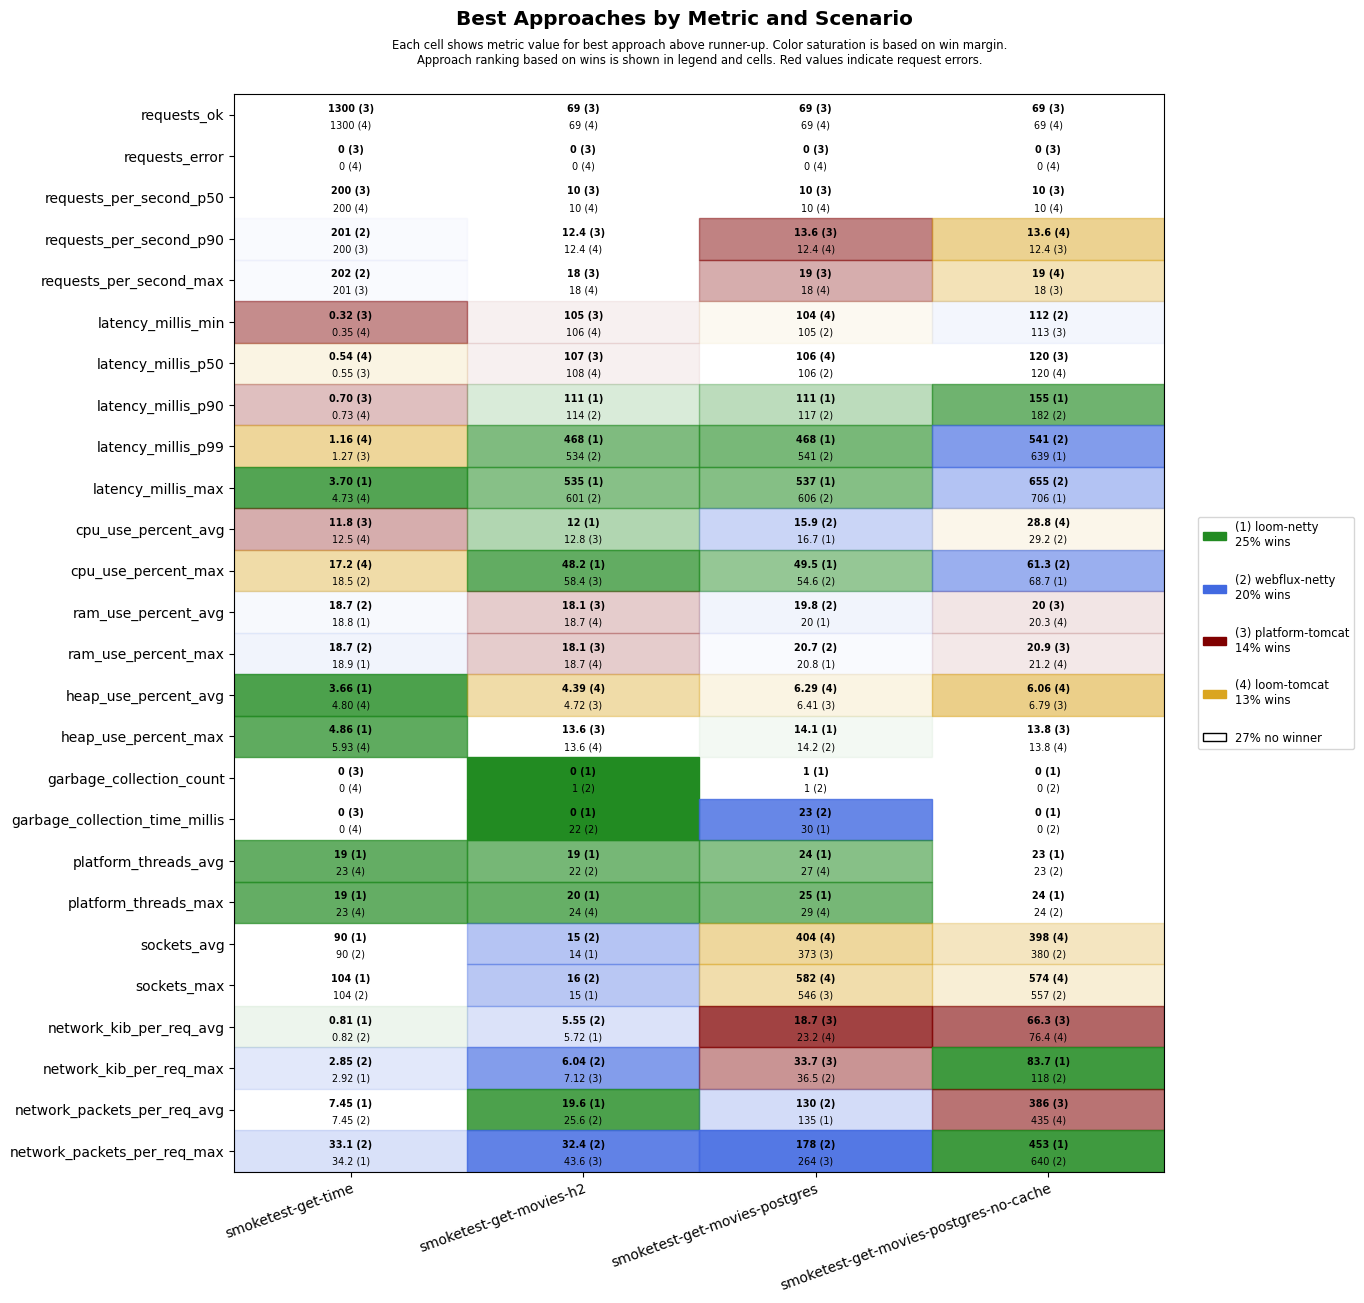 Best Approaches by Metric and Scenario
Each cell shows metric value for best approach above runner-up. Color saturation is based on win margin.
Approach ranking based on wins is shown in legend and cells. Red values indicate request errors.
requests_ok
1300 (3) 69 (3) 69 (3) 69 (3)
1300 (4) 69 (4) 69 (4) 69 (4)
requests_error
0 (3) 0 (3) 0 (3) 0 (3)
0 (4) 0 (4) 0 (4) 0 (4)
requests_per_second_p50
200 (3) 10 (3) 10 (3) 10 (3)
200 (4) 10 (4) 10 (4) 10 (4)
requests_per_second_p90
201 (2) 12.4 (3) 13.6 (3) 13.6 (4)
200 (3) 12.4 (4) 12.4 (4) 12.4 (3)
requests_per_second_max
202 (2) 18 (3) 19 (3) 19 (4)
201 (3) 18 (4) 18 (4) 18 (3)
latency_millis_min
0.32 (3) 105 (3) 104 (4) 112 (2)
0.35 (4) 106 (4) 105 (2) 113 (3)
latency_millis_p50
0.54 (4) 107 (3) 106 (4) 120 (3)
0.55 (3) 108 (4) 106 (2) 120 (4)
latency_millis_p90
0.70 (3) 111 (1) 111 (1) 155 (1)
0.73 (4) 114 (2) 117 (2) 182 (2)
latency_millis_p99
1.16 (4) 468 (1) 468 (1) 541 (2)
1.27 (3) 534 (2) 541 (2) 639 (1)
latency_millis_max
3.70 (1) 535 (1) 537 (1) 655 (2)
4.73 (4) 601 (2) 606 (2) 706 (1)
cpu_use_percent_avg
11.8 (3) 12 (1) 15.9 (2) 28.8 (4)
12.5 (4) 12.8 (3) 16.7 (1) 29.2 (2)
cpu_use_percent_max
17.2 (4) 48.2 (1) 49.5 (1) 61.3 (2)
18.5 (2) 58.4 (3) 54.6 (2) 68.7 (1)
ram_use_percent_avg
18.7 (2) 18.1 (3) 19.8 (2) 20 (3)
18.8 (1) 18.7 (4) 20 (1) 20.3 (4)
ram_use_percent_max
18.7 (2) 18.1 (3) 20.7 (2) 20.9 (3)
18.9 (1) 18.7 (4) 20.8 (1) 21.2 (4)
heap_use_percent_avg
3.66 (1) 4.39 (4) 6.29 (4) 6.06 (4)
4.80 (4) 4.72 (3) 6.41 (3) 6.79 (3)
heap_use_percent_max
4.86 (1) 13.6 (3) 14.1 (1) 13.8 (3)
5.93 (4) 13.6 (4) 14.2 (2) 13.8 (4)
garbage_collection_count
0 (3) 0 (1) 1 (1) 0 (1)
0 (4) 1 (2) 1 (2) 0 (2)
garbage_collection_time_millis
0 (3) 0 (1) 23 (2) 0 (1)
0 (4) 22 (2) 30 (1) 0 (2)
platform_threads_avg
19 (1) 19 (1) 24 (1) 23 (1)
23 (4) 22 (2) 27 (4) 23 (2)
platform_threads_max
19 (1) 20 (1) 25 (1) 24 (1)
23 (4) 24 (4) 29 (4) 24 (2)
sockets_avg
90 (1) 15 (2) 404 (4) 398 (4)
90 (2) 14 (1) 373 (3) 380 (2)
sockets_max
104 (1) 16 (2) 582 (4) 574 (4)
104 (2) 15 (1) 546 (3) 557 (2)
network_kib_per_req_avg
0.81 (1) 5.55 (2) 18.7 (3) 66.3 (3)
0.82 (2) 5.72 (1) 23.2 (4) 76.4 (4)
network_kib_per_req_max
2.85 (2) 6.04 (2) 33.7 (3) 83.7 (1)
2.92 (1) 7.12 (3) 36.5 (2) 118 (2)
network_packets_per_req_avg
7.45 (1) 19.6 (1) 130 (2) 386 (3)
7.45 (2) 25.6 (2) 135 (1) 435 (4)
network_packets_per_req_max
33.1 (2) 32.4 (2) 178 (2) 453 (1)
34.2 (1) 43.6 (3) 264 (3) 640 (2)
smoketest-get-time
smoketest-get-movies-h2
smoketest-get-movies-postgres
smoketest-get-movies-postgres-no-cache
(1) loom-netty
25% wins
(2) webflux-netty
20% wins
(3) platform-tomcat
14% wins
(4) loom-tomcat
13% wins
27% no winner